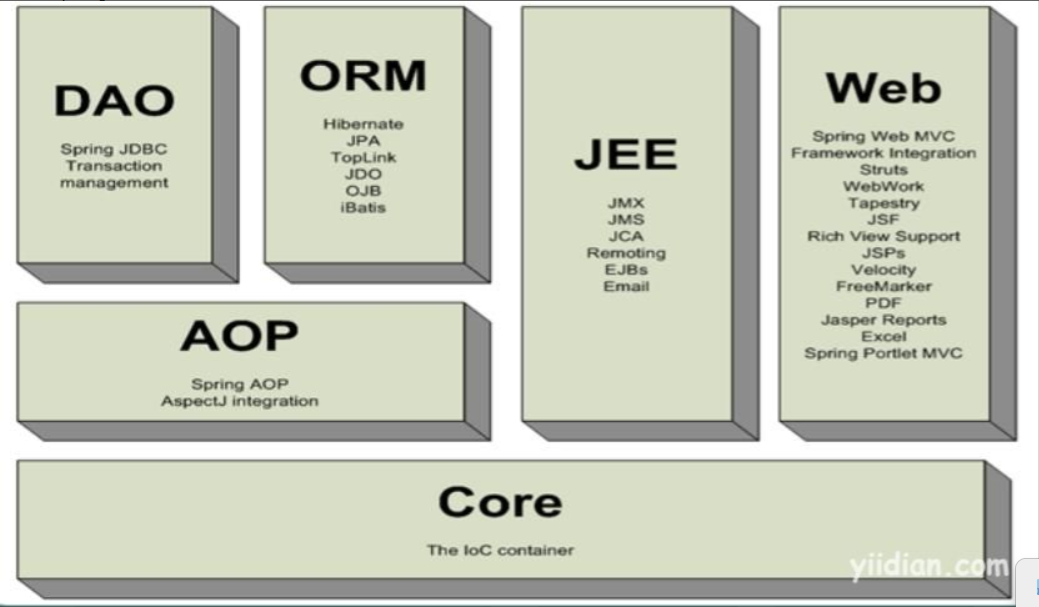 DAO
Spring JDBC
Transaction
management
ORM
Hibernate
JPA
TopLink
JDO
OJB
iBatis
JEE
JMX
JMS
JCA
Remoting
EJBs
Email
Web
Spring Web MVC
Framework Integration
Struts
WebWork
Tapestry
JSF
Rich View Support
JSPs
Velocity
FreeMarker
PDF
Jasper Reports
Excel
Spring Portlet MVC
AOP
Spring AOP
AspectJ integration
Core
The IoC container
yiidian.com